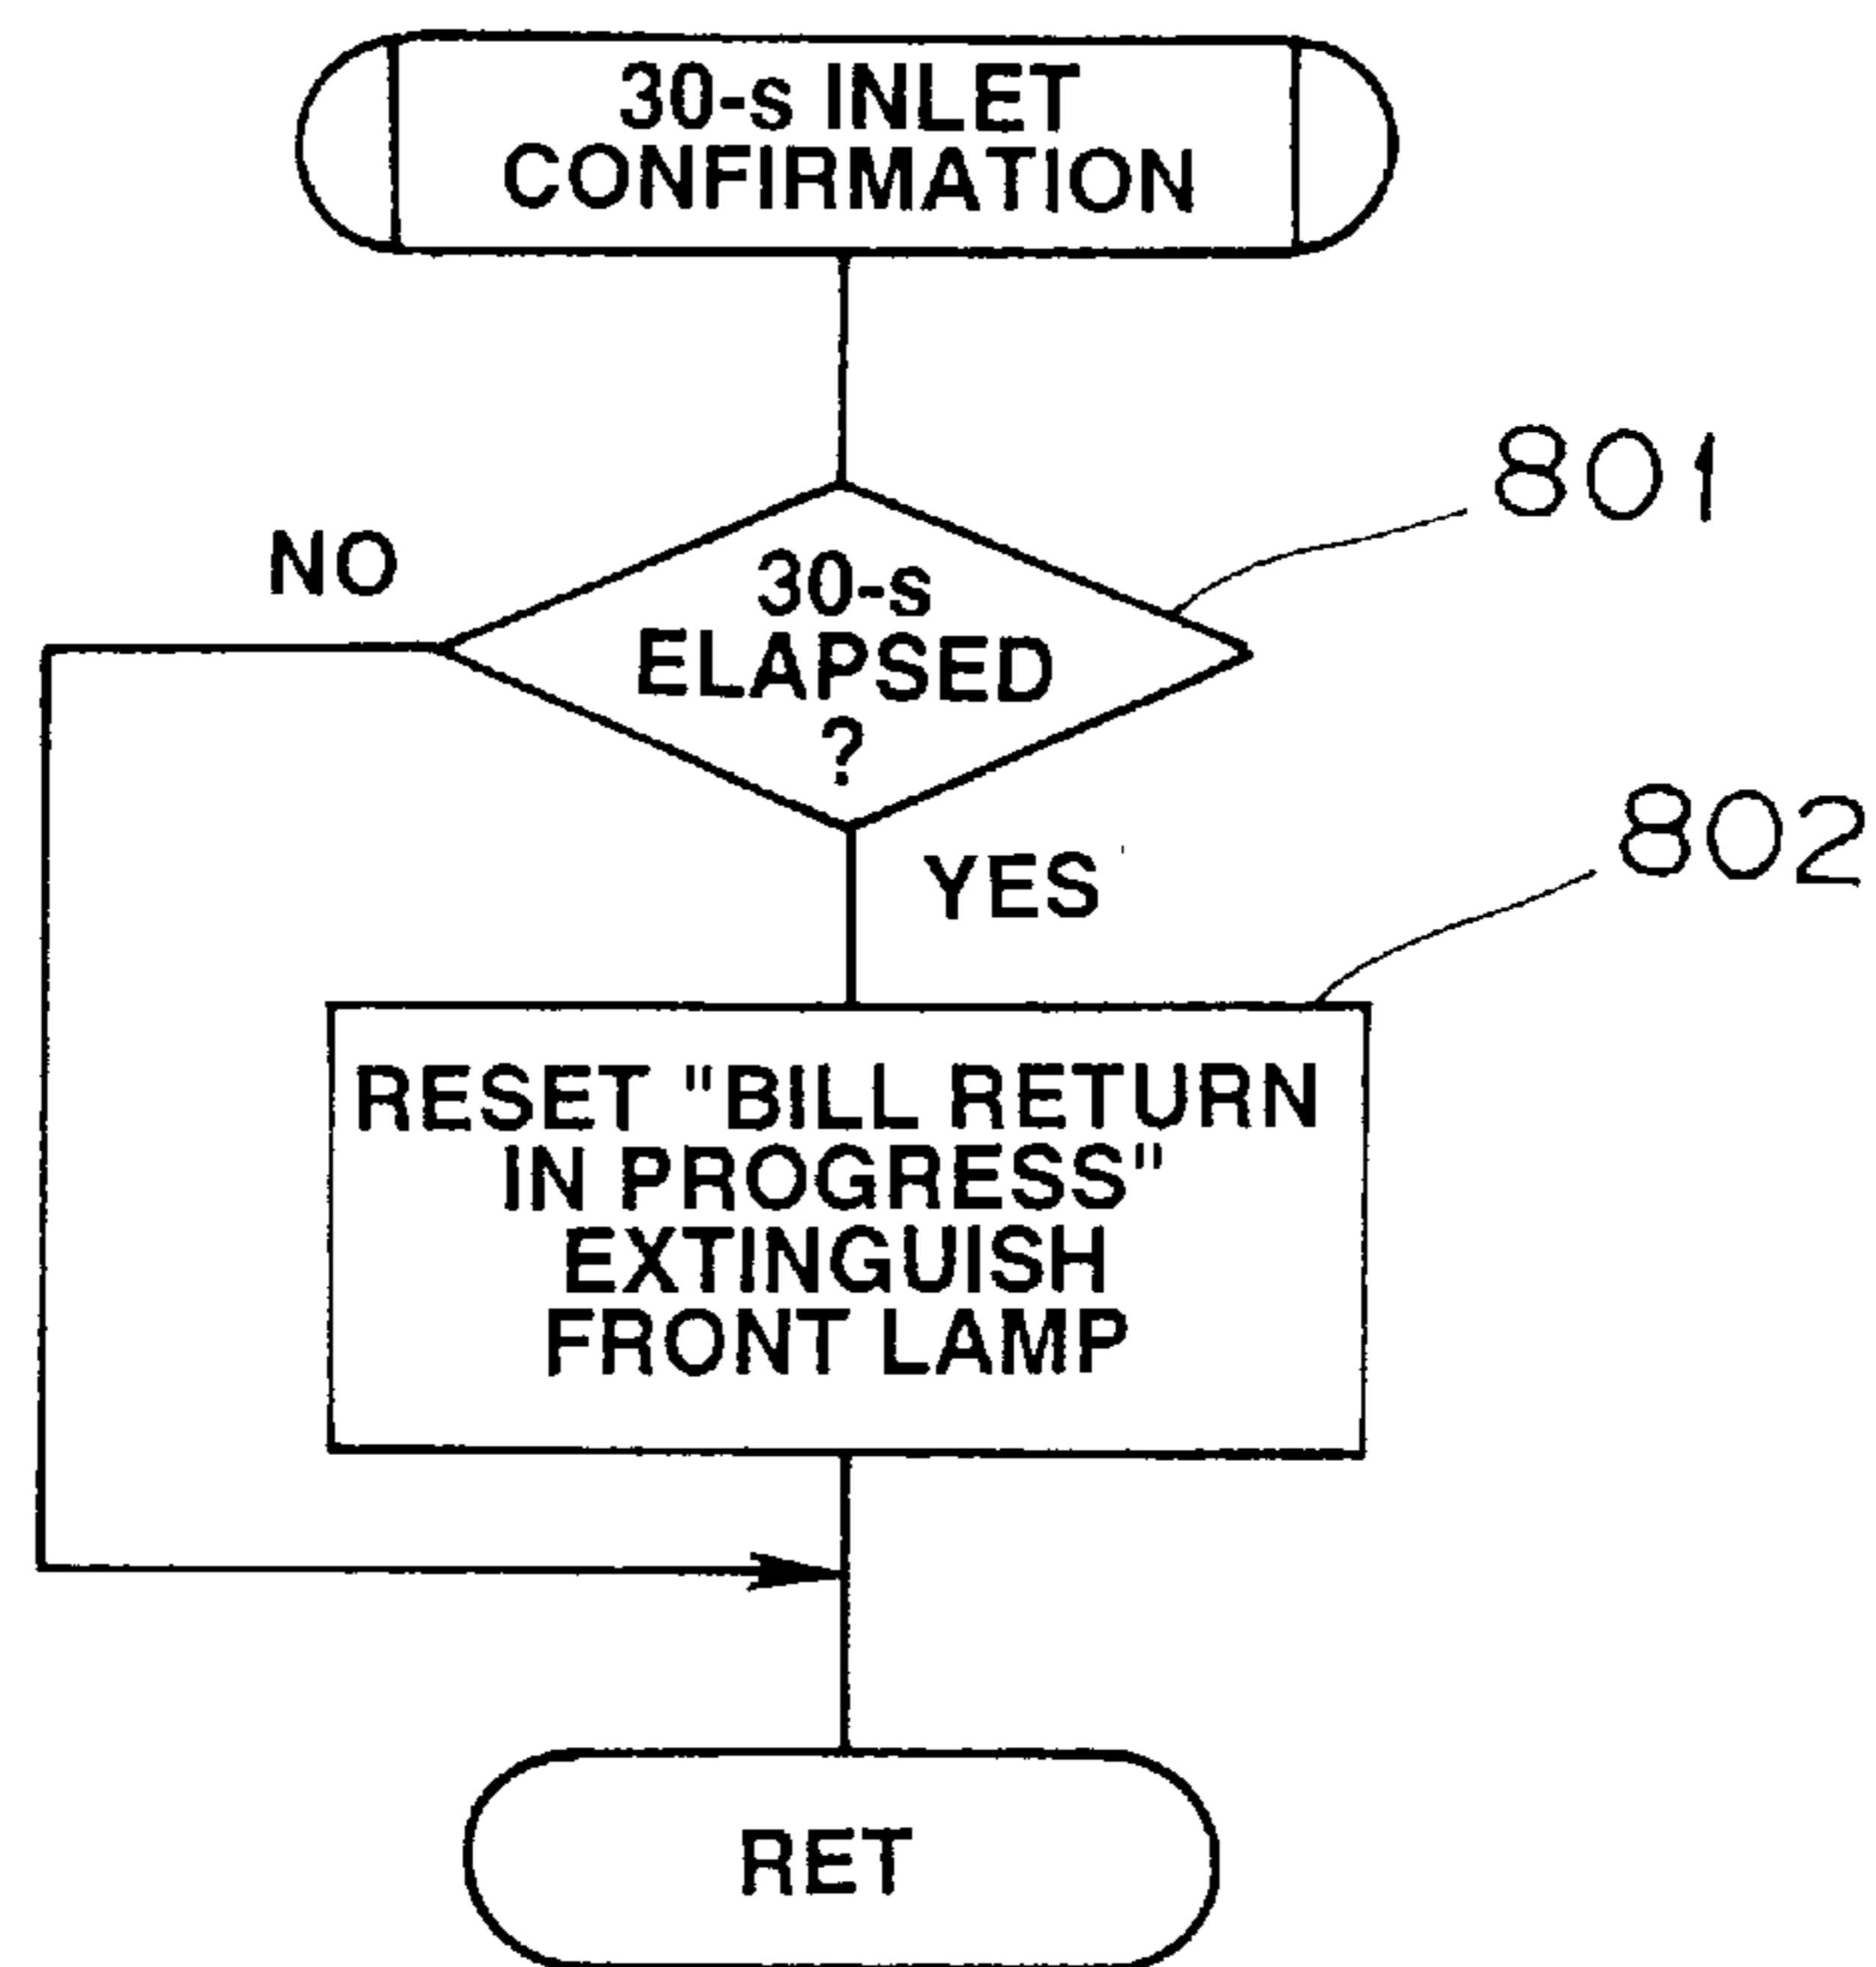 30-s INLET
CONFIRMATION
801
NO
30-s
ELAPSED
?
802
YES
RESET "BILL RETURN
IN PROGRESS"
EXTINGUISH
FRONT LAMP
RET